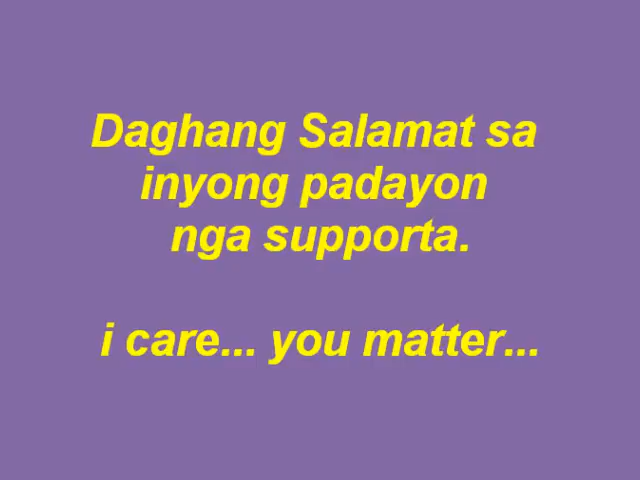 Daghang Salamat sa
inyong padayon
nga supporta.
i care... you matter...